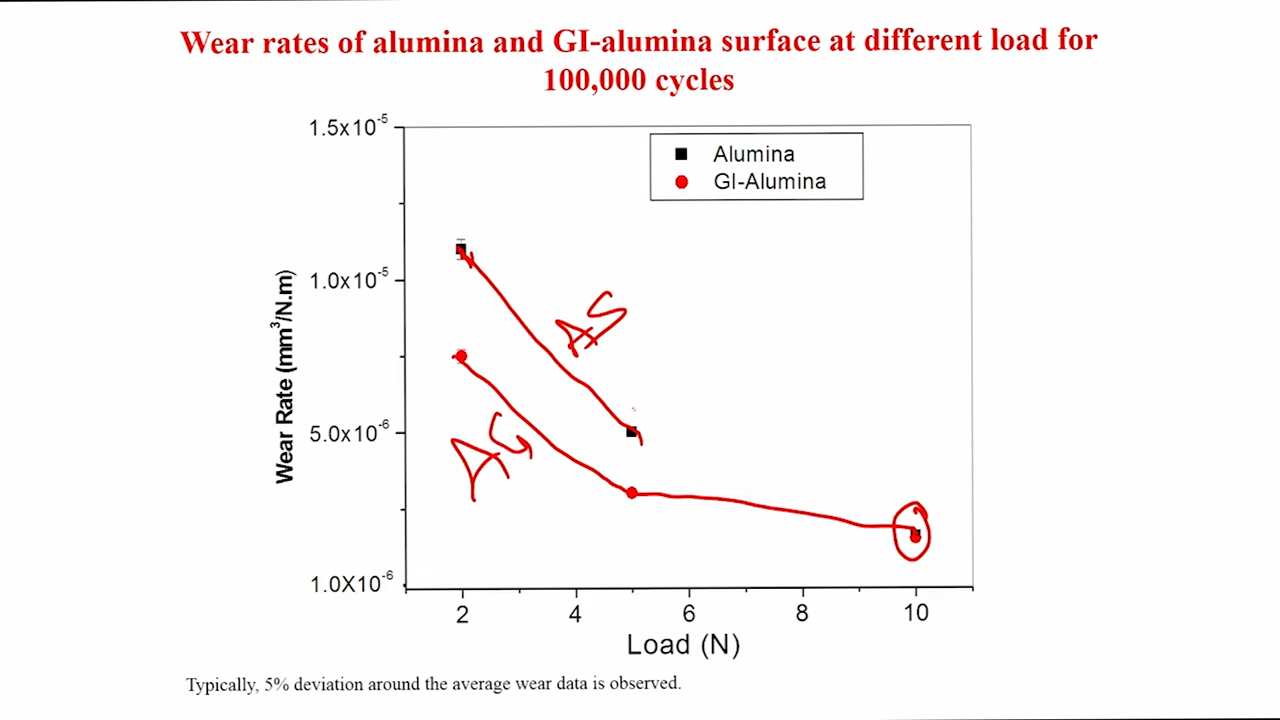 Wear rates of alumina and GI-alumina surface at different load for
100,000 cycles
1.5x10⁻⁵
1.0x10⁻⁵
5.0x10⁻⁶
1.0X10⁻⁶
Wear Rate (mm³/N.m)
Alumina
GI-Alumina
AS
AG
2 4 6 8 10
Load (N)
Typically, 5% deviation around the average wear data is observed.